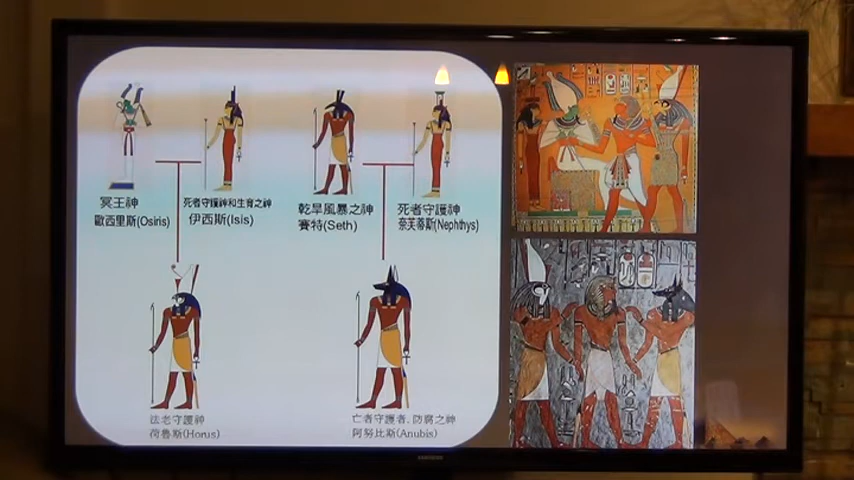 冥王神
歐西里斯(Osiris)
死者守護神和生育之神
伊西斯(Isis)
乾旱風暴之神
賽特(Seth)
死者守護神
奈芙蒂斯(Nephthys)
法老守護神
荷魯斯(Horus)
亡者守護者,防腐之神
阿努比斯(Anubis)
SAMSUNG